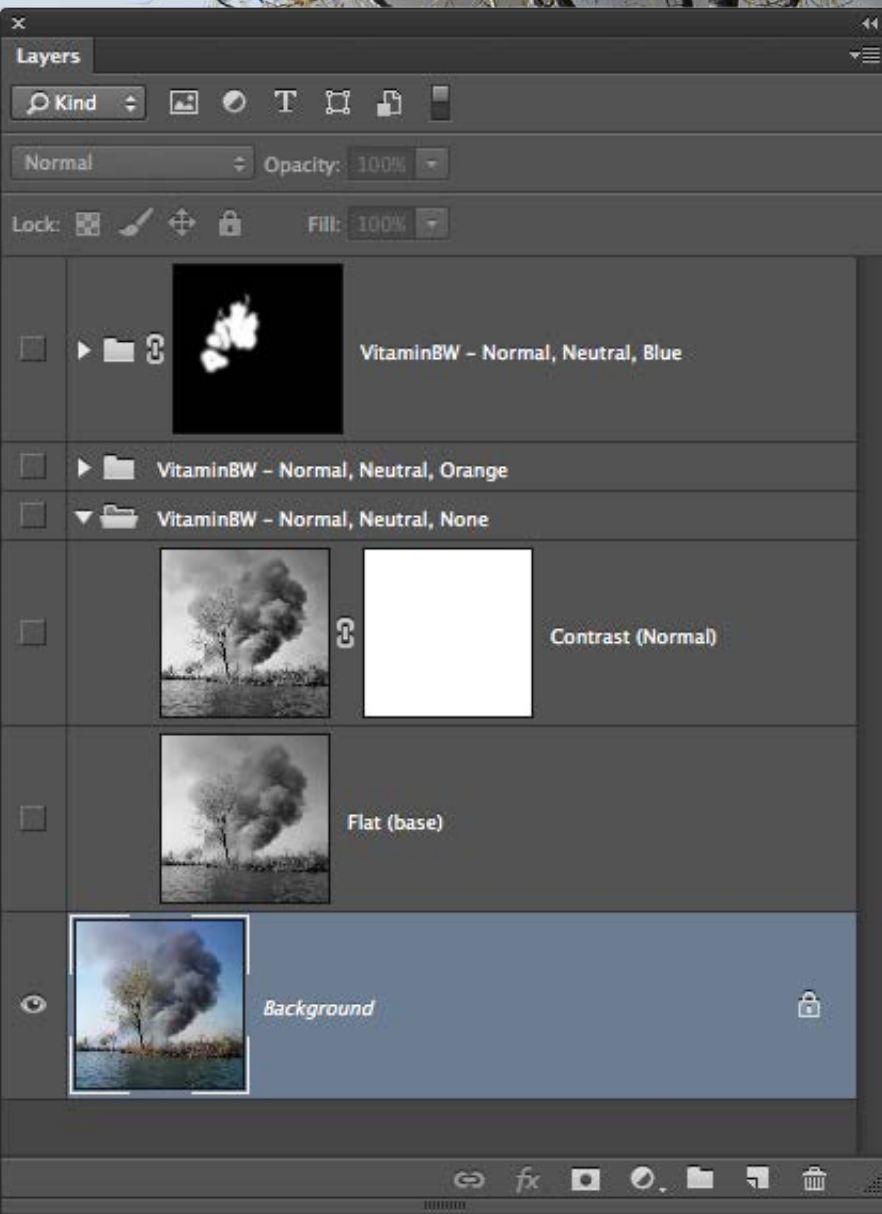 Layers
Kind
Normal Opacity: 100%
Lock: Fill: 100%
VitaminBW – Normal, Neutral, Blue
VitaminBW – Normal, Neutral, Orange
VitaminBW – Normal, Neutral, None
Contrast (Normal)
Flat (base)
Background
fx